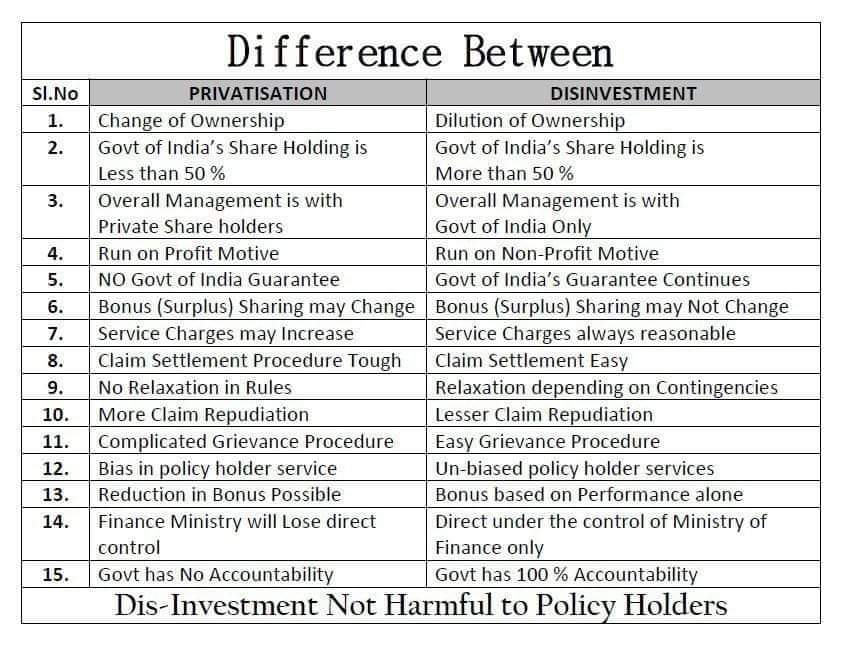 Difference Between
Sl.No PRIVATISATION DISINVESTMENT
1. Change of Ownership Dilution of Ownership
2. Govt of India's Share Holding is Govt of India's Share Holding is
Less than 50 % More than 50 %
3. Overall Management is with Overall Management is with
Private Share holders Govt of India Only
4. Run on Profit Motive Run on Non-Profit Motive
5. NO Govt of India Guarantee Govt of India's Guarantee Continues
6. Bonus (Surplus) Sharing may Change Bonus (Surplus) Sharing may Not Change
7. Service Charges may Increase Service Charges always reasonable
8. Claim Settlement Procedure Tough Claim Settlement Easy
9. No Relaxation in Rules Relaxation depending on Contingencies
10. More Claim Repudiation Lesser Claim Repudiation
11. Complicated Grievance Procedure Easy Grievance Procedure
12. Bias in policy holder service Un-biased policy holder services
13. Reduction in Bonus Possible Bonus based on Performance alone
14. Finance Ministry will Lose direct Direct under the control of Ministry of
control Finance only
15. Govt has No Accountability Govt has 100 % Accountability
Dis-Investment Not Harmful to Policy Holders